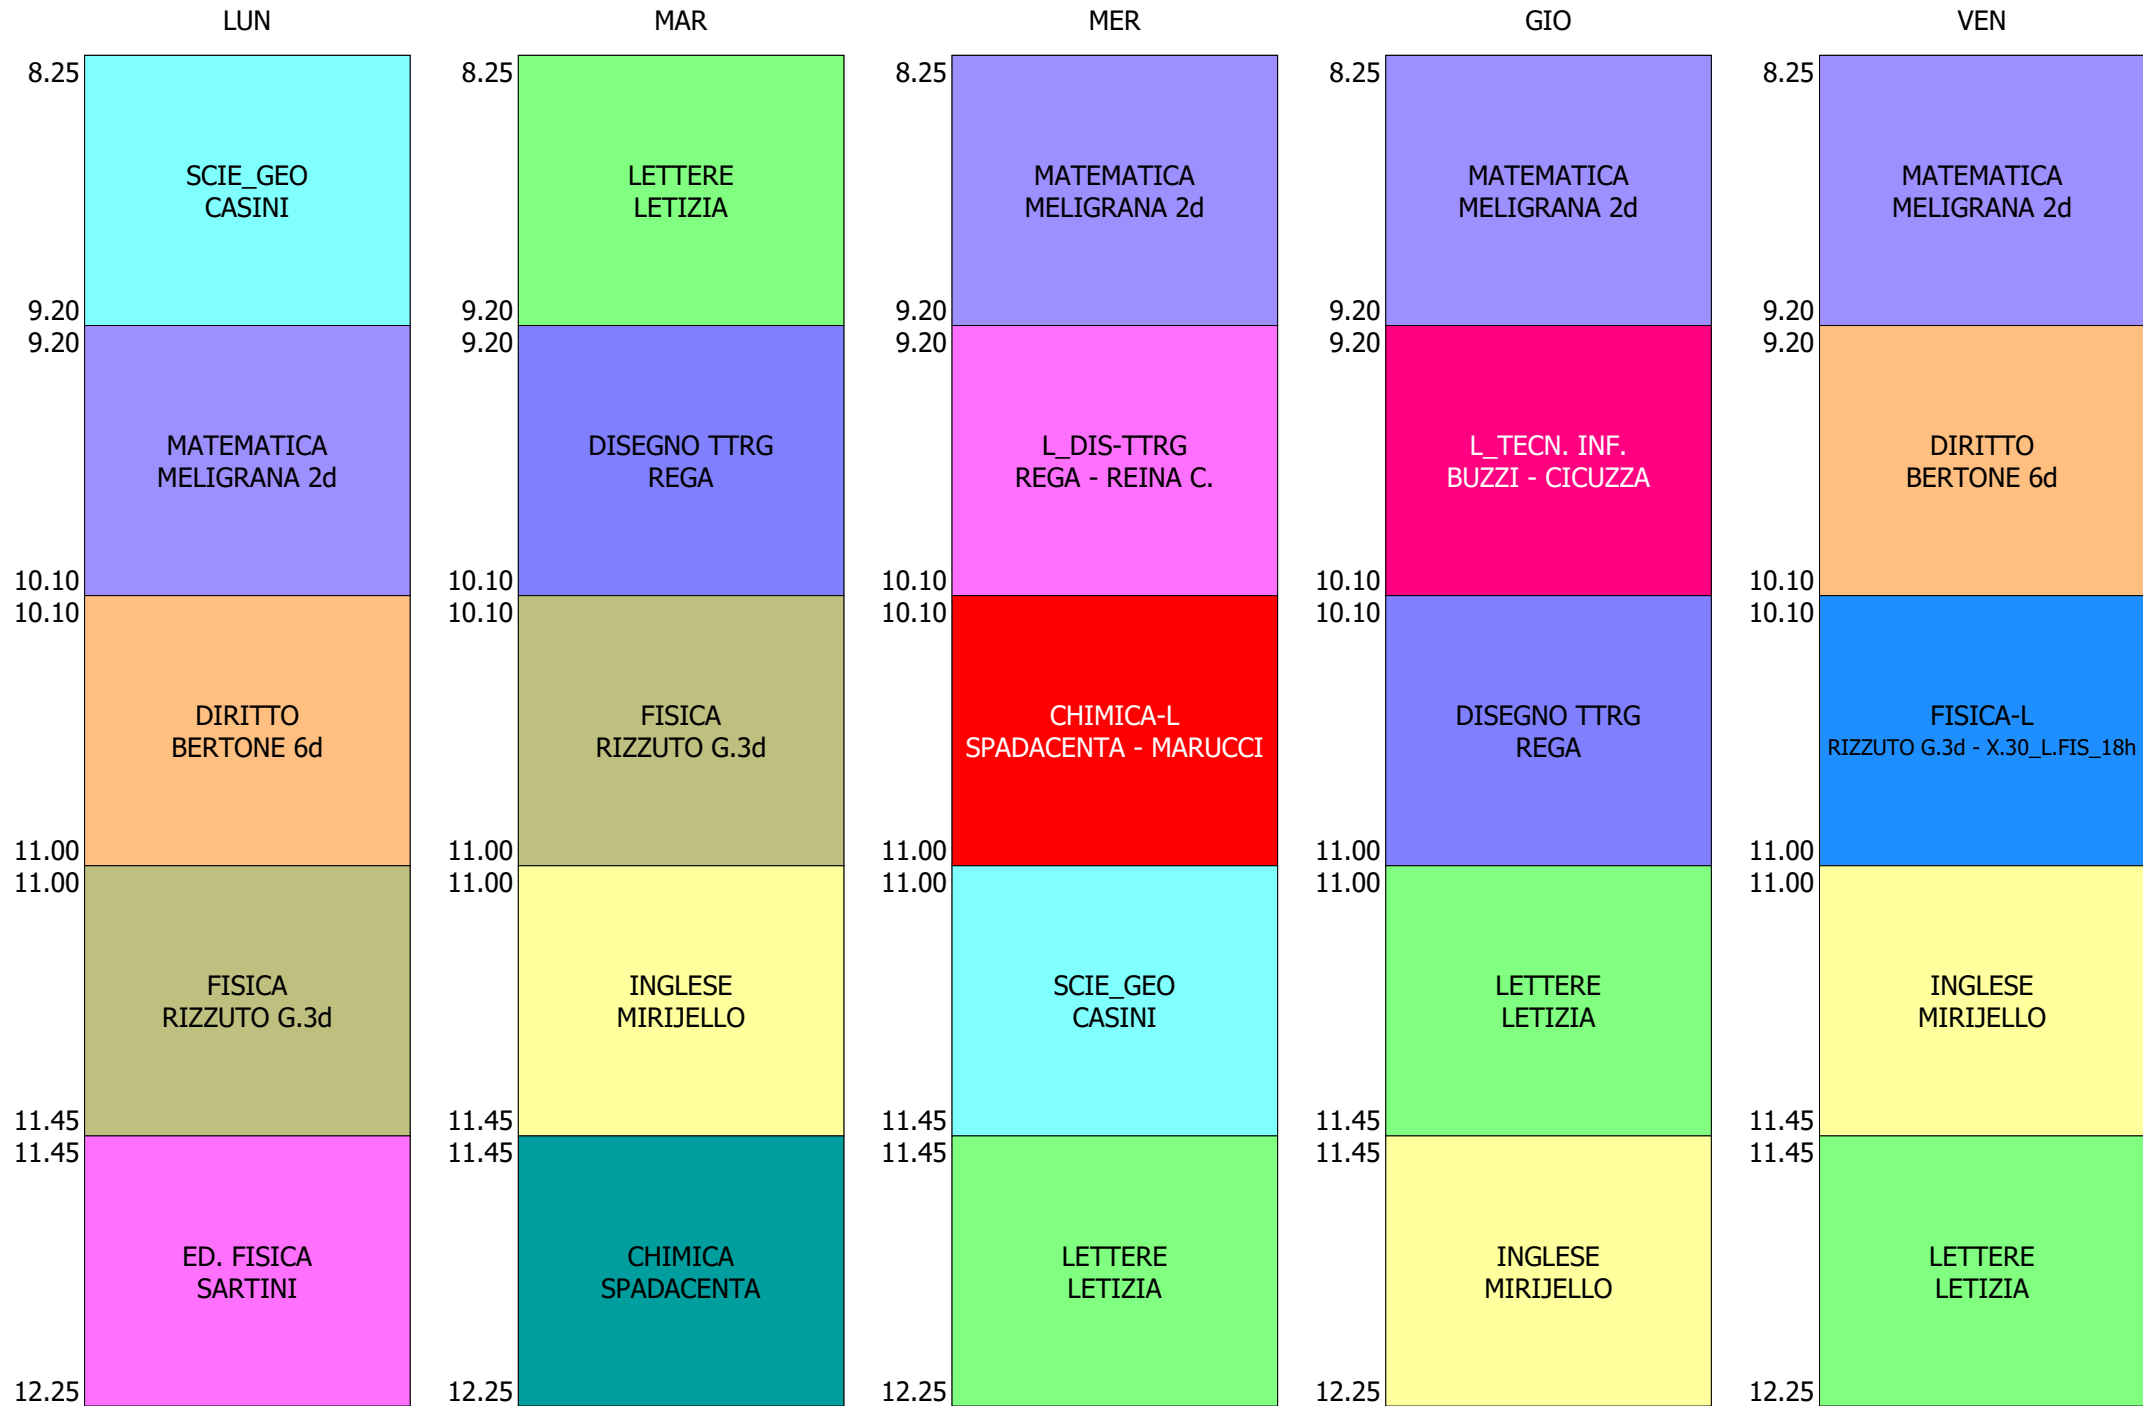 LUN
MAR
MER
GIO
VEN
8.25
SCIE_GEO
CASINI
9.20
8.25
LETTERE
LETIZIA
9.20
8.25
MATEMATICA
MELIGRANA 2d
9.20
8.25
MATEMATICA
MELIGRANA 2d
9.20
8.25
MATEMATICA
MELIGRANA 2d
9.20
9.20
MATEMATICA
MELIGRANA 2d
10.10
9.20
DISEGNO TTRG
REGA
10.10
9.20
L_DIS-TTRG
REGA - REINA C.
10.10
9.20
L_TECN. INF.
BUZZI - CICUZZA
10.10
9.20
DIRITTO
BERTONE 6d
10.10
10.10
DIRITTO
BERTONE 6d
11.00
10.10
FISICA
RIZZUTO G.3d
11.00
10.10
CHIMICA-L
SPADACENTA - MARUCCI
11.00
10.10
DISEGNO TTRG
REGA
11.00
10.10
FISICA-L
RIZZUTO G.3d - X.30_L.FIS_18h
11.00
11.00
FISICA
RIZZUTO G.3d
11.45
11.00
INGLESE
MIRIJELLO
11.45
11.00
SCIE_GEO
CASINI
11.45
11.00
LETTERE
LETIZIA
11.45
11.00
INGLESE
MIRIJELLO
11.45
11.45
ED. FISICA
SARTINI
12.25
11.45
CHIMICA
SPADACENTA
12.25
11.45
LETTERE
LETIZIA
12.25
11.45
INGLESE
MIRIJELLO
12.25
11.45
LETTERE
LETIZIA
12.25